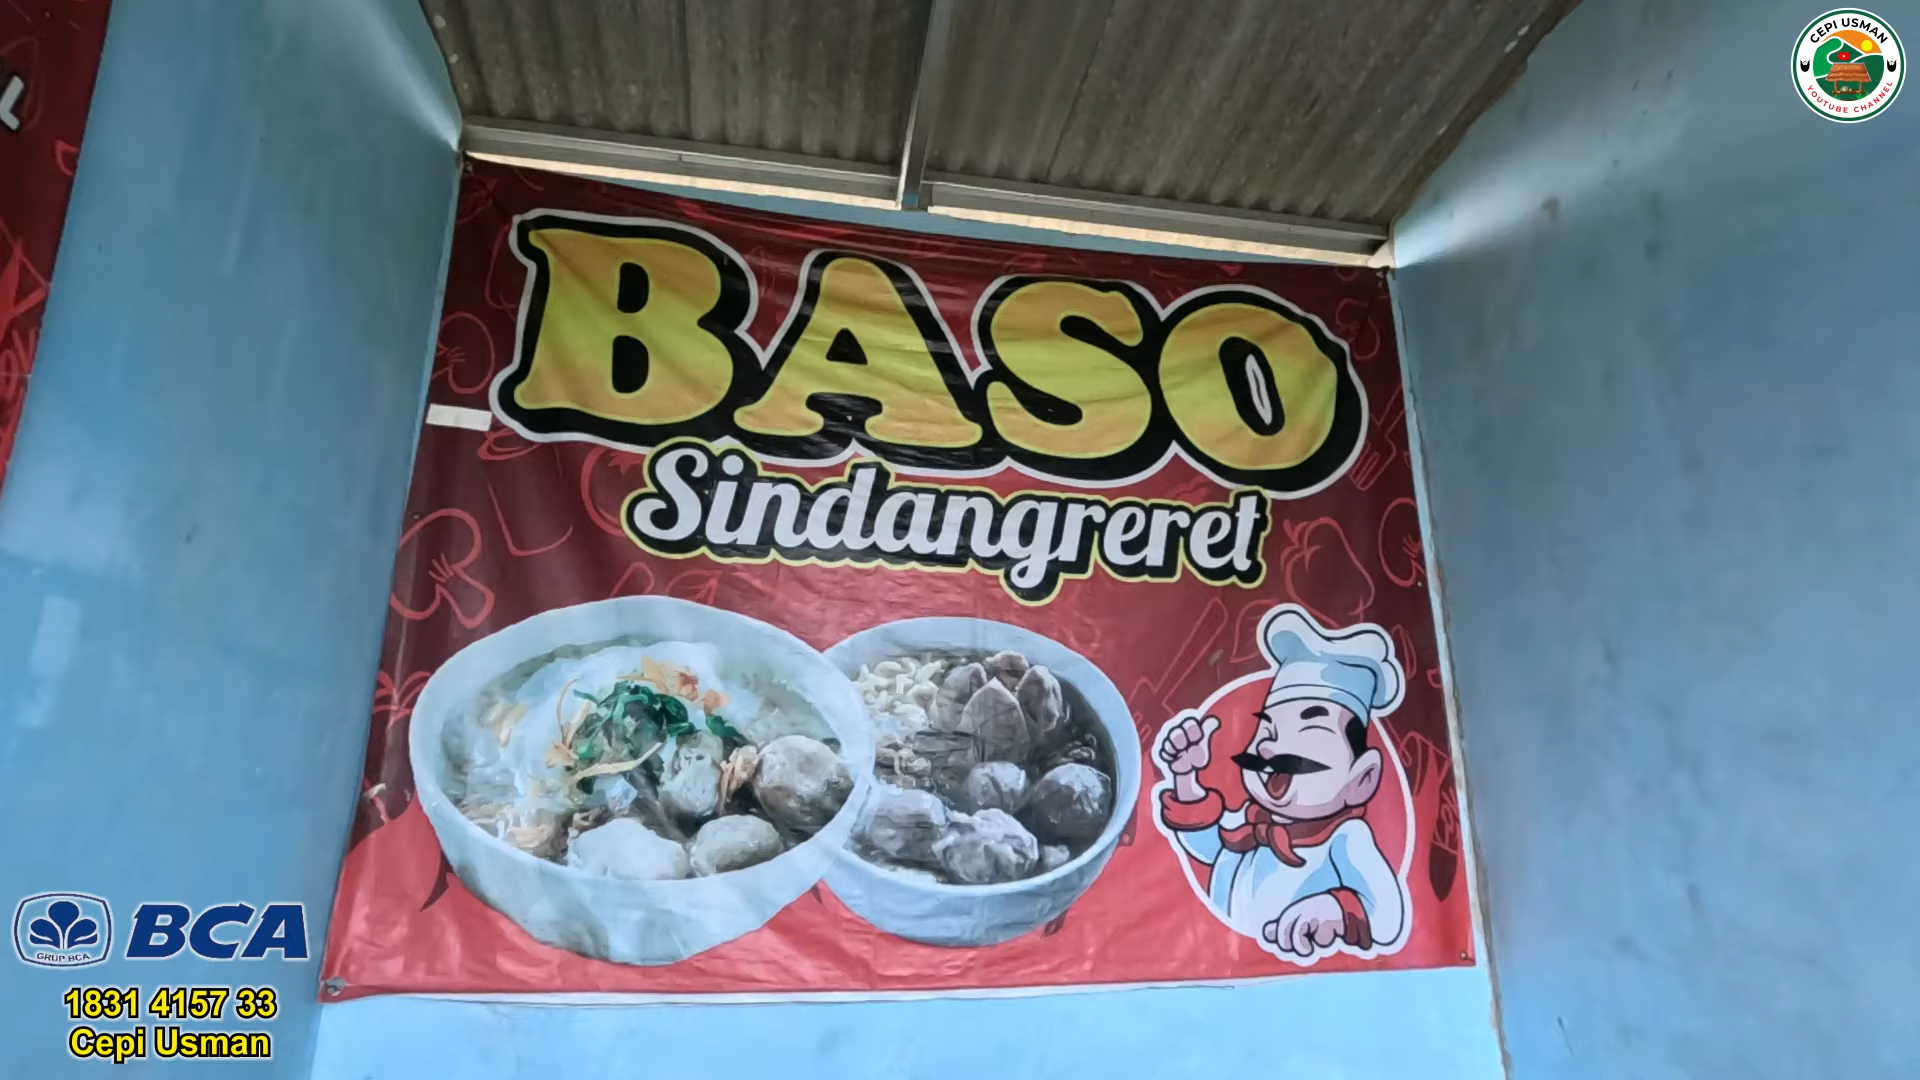 CEPI USMAN
YOUTUBE CHANNEL
L
BASO
Sindangreret
GRUP BCA
BCA
1831 4157 33
Cepi Usman